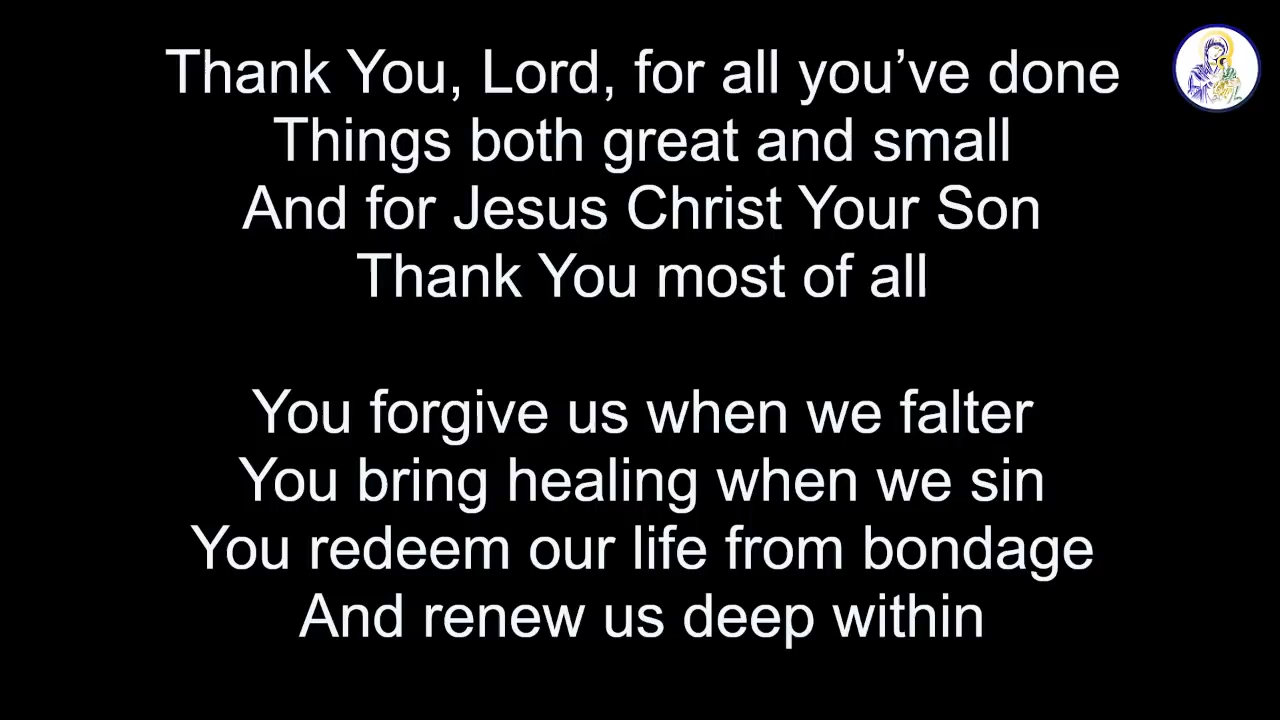 Thank You, Lord, for all you’ve done
Things both great and small
And for Jesus Christ Your Son
Thank You most of all
You forgive us when we falter
You bring healing when we sin
You redeem our life from bondage
And renew us deep within